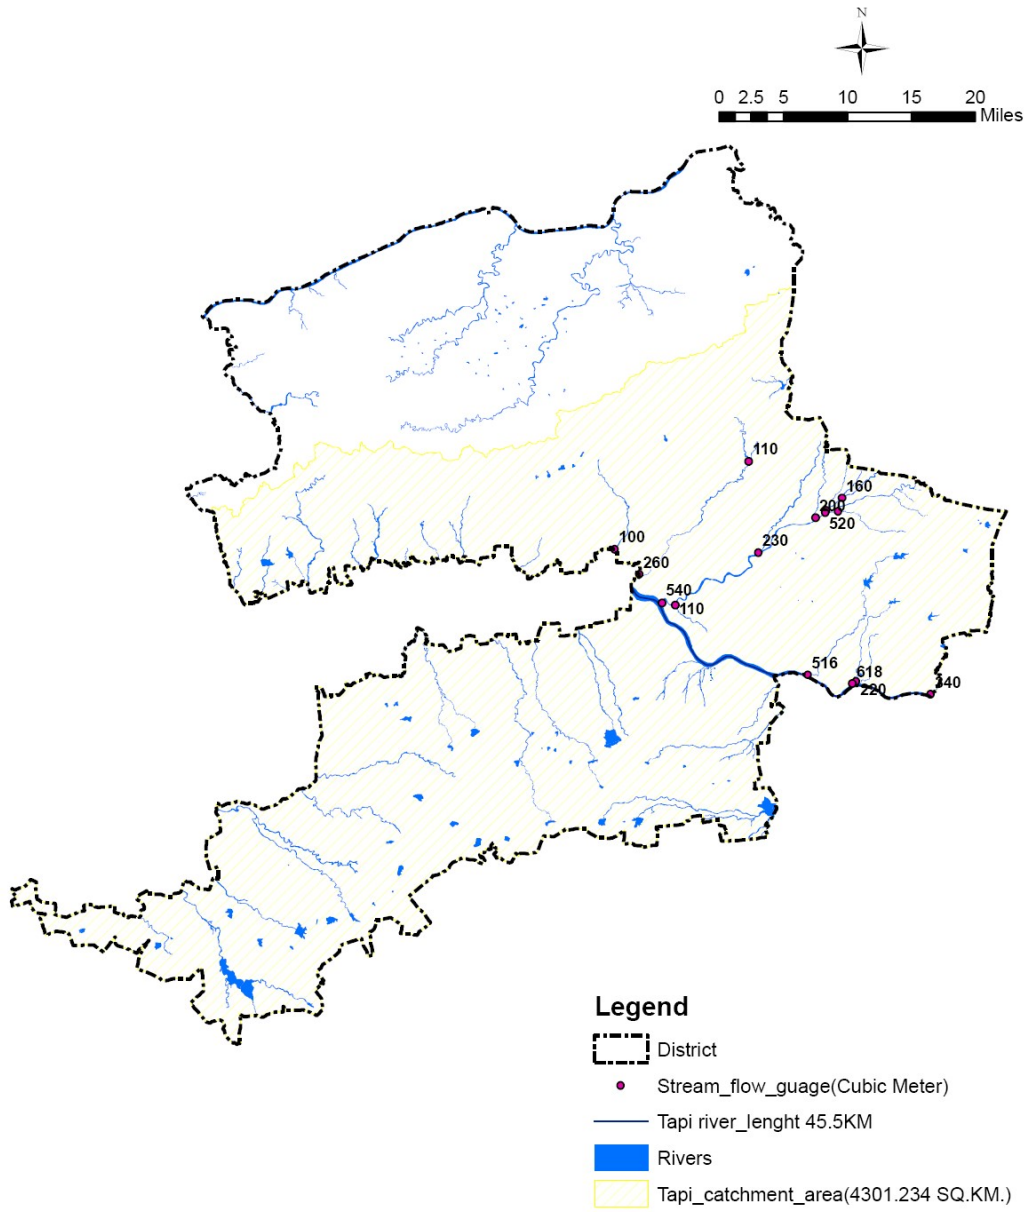 N
0 2.5 5 10 15 20
Miles
110
160
200
520
230
100
260
540
110
516
618
220
340
Legend
District
Stream_flow_guage(Cubic Meter)
Tapi river_lenght 45.5KM
Rivers
Tapi_catchment_area(4301.234 SQ.KM.)